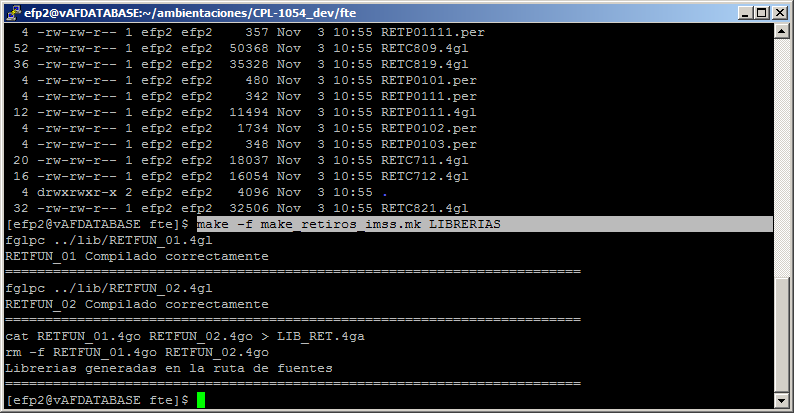 efp2@vAFDATABASE:~/ambientaciones/CPL-1054_dev/fte
4 -rw-rw-r-- 1 efp2 efp2 357 Nov 3 10:55 RETP01111.per
52 -rw-rw-r-- 1 efp2 efp2 50368 Nov 3 10:55 RETC809.4gl
36 -rw-rw-r-- 1 efp2 efp2 35328 Nov 3 10:55 RETC819.4gl
4 -rw-rw-r-- 1 efp2 efp2 480 Nov 3 10:55 RETP0101.per
4 -rw-rw-r-- 1 efp2 efp2 342 Nov 3 10:55 RETP0111.per
12 -rw-rw-r-- 1 efp2 efp2 11494 Nov 3 10:55 RETP0111.4gl
4 -rw-rw-r-- 1 efp2 efp2 1734 Nov 3 10:55 RETP0102.per
4 -rw-rw-r-- 1 efp2 efp2 348 Nov 3 10:55 RETP0103.per
20 -rw-rw-r-- 1 efp2 efp2 18037 Nov 3 10:55 RETC711.4gl
16 -rw-rw-r-- 1 efp2 efp2 16054 Nov 3 10:55 RETC712.4gl
4 drwxrwxr-x 2 efp2 efp2 4096 Nov 3 10:55 .
32 -rw-rw-r-- 1 efp2 efp2 32506 Nov 3 10:55 RETC821.4gl
[efp2@vAFDATABASE fte]$ make -f make_retiros_imss.mk LIBRERIAS
fglpc ../lib/RETFUN_01.4gl
RETFUN_01 Compilado correctamente
========================================================================
fglpc ../lib/RETFUN_02.4gl
RETFUN_02 Compilado correctamente
========================================================================
cat RETFUN_01.4go RETFUN_02.4go > LIB_RET.4ga
rm -f RETFUN_01.4go RETFUN_02.4go
Librerias generadas en la ruta de fuentes
========================================================================
[efp2@vAFDATABASE fte]$